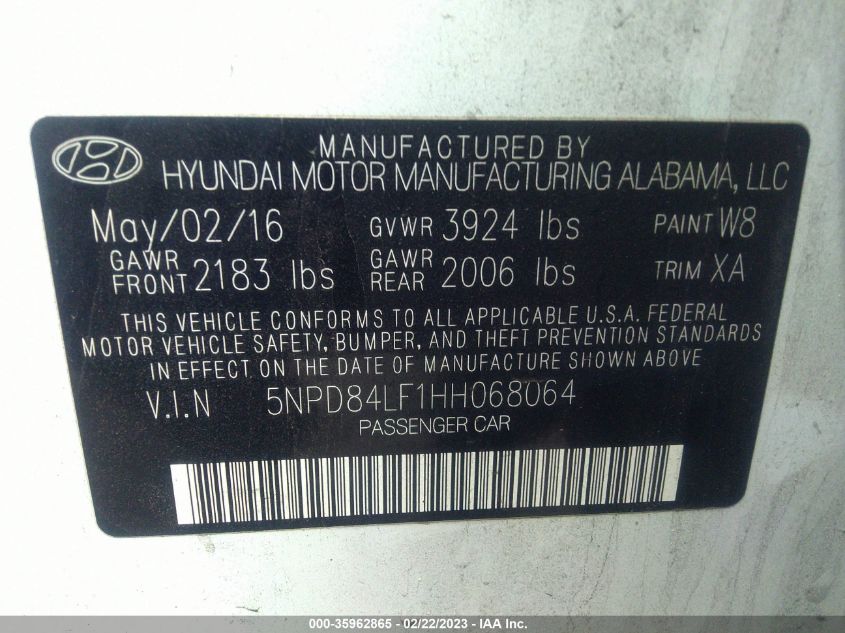 MANUFACTURED BY
HYUNDAI MOTOR MANUFACTURING ALABAMA, LLC
May/02/16 GVWR 3924 lbs PAINT W8
GAWR FRONT 2183 lbs GAWR REAR 2006 lbs TRIM XA
THIS VEHICLE CONFORMS TO ALL APPLICABLE U.S.A. FEDERAL
MOTOR VEHICLE SAFETY, BUMPER, AND THEFT PREVENTION STANDARDS
IN EFFECT ON THE DATE OF MANUFACTURE SHOWN ABOVE.
V.I.N 5NPD84LF1HH068064
PASSENGER CAR
000-35962865 - 02/22/2023 - IAA Inc.